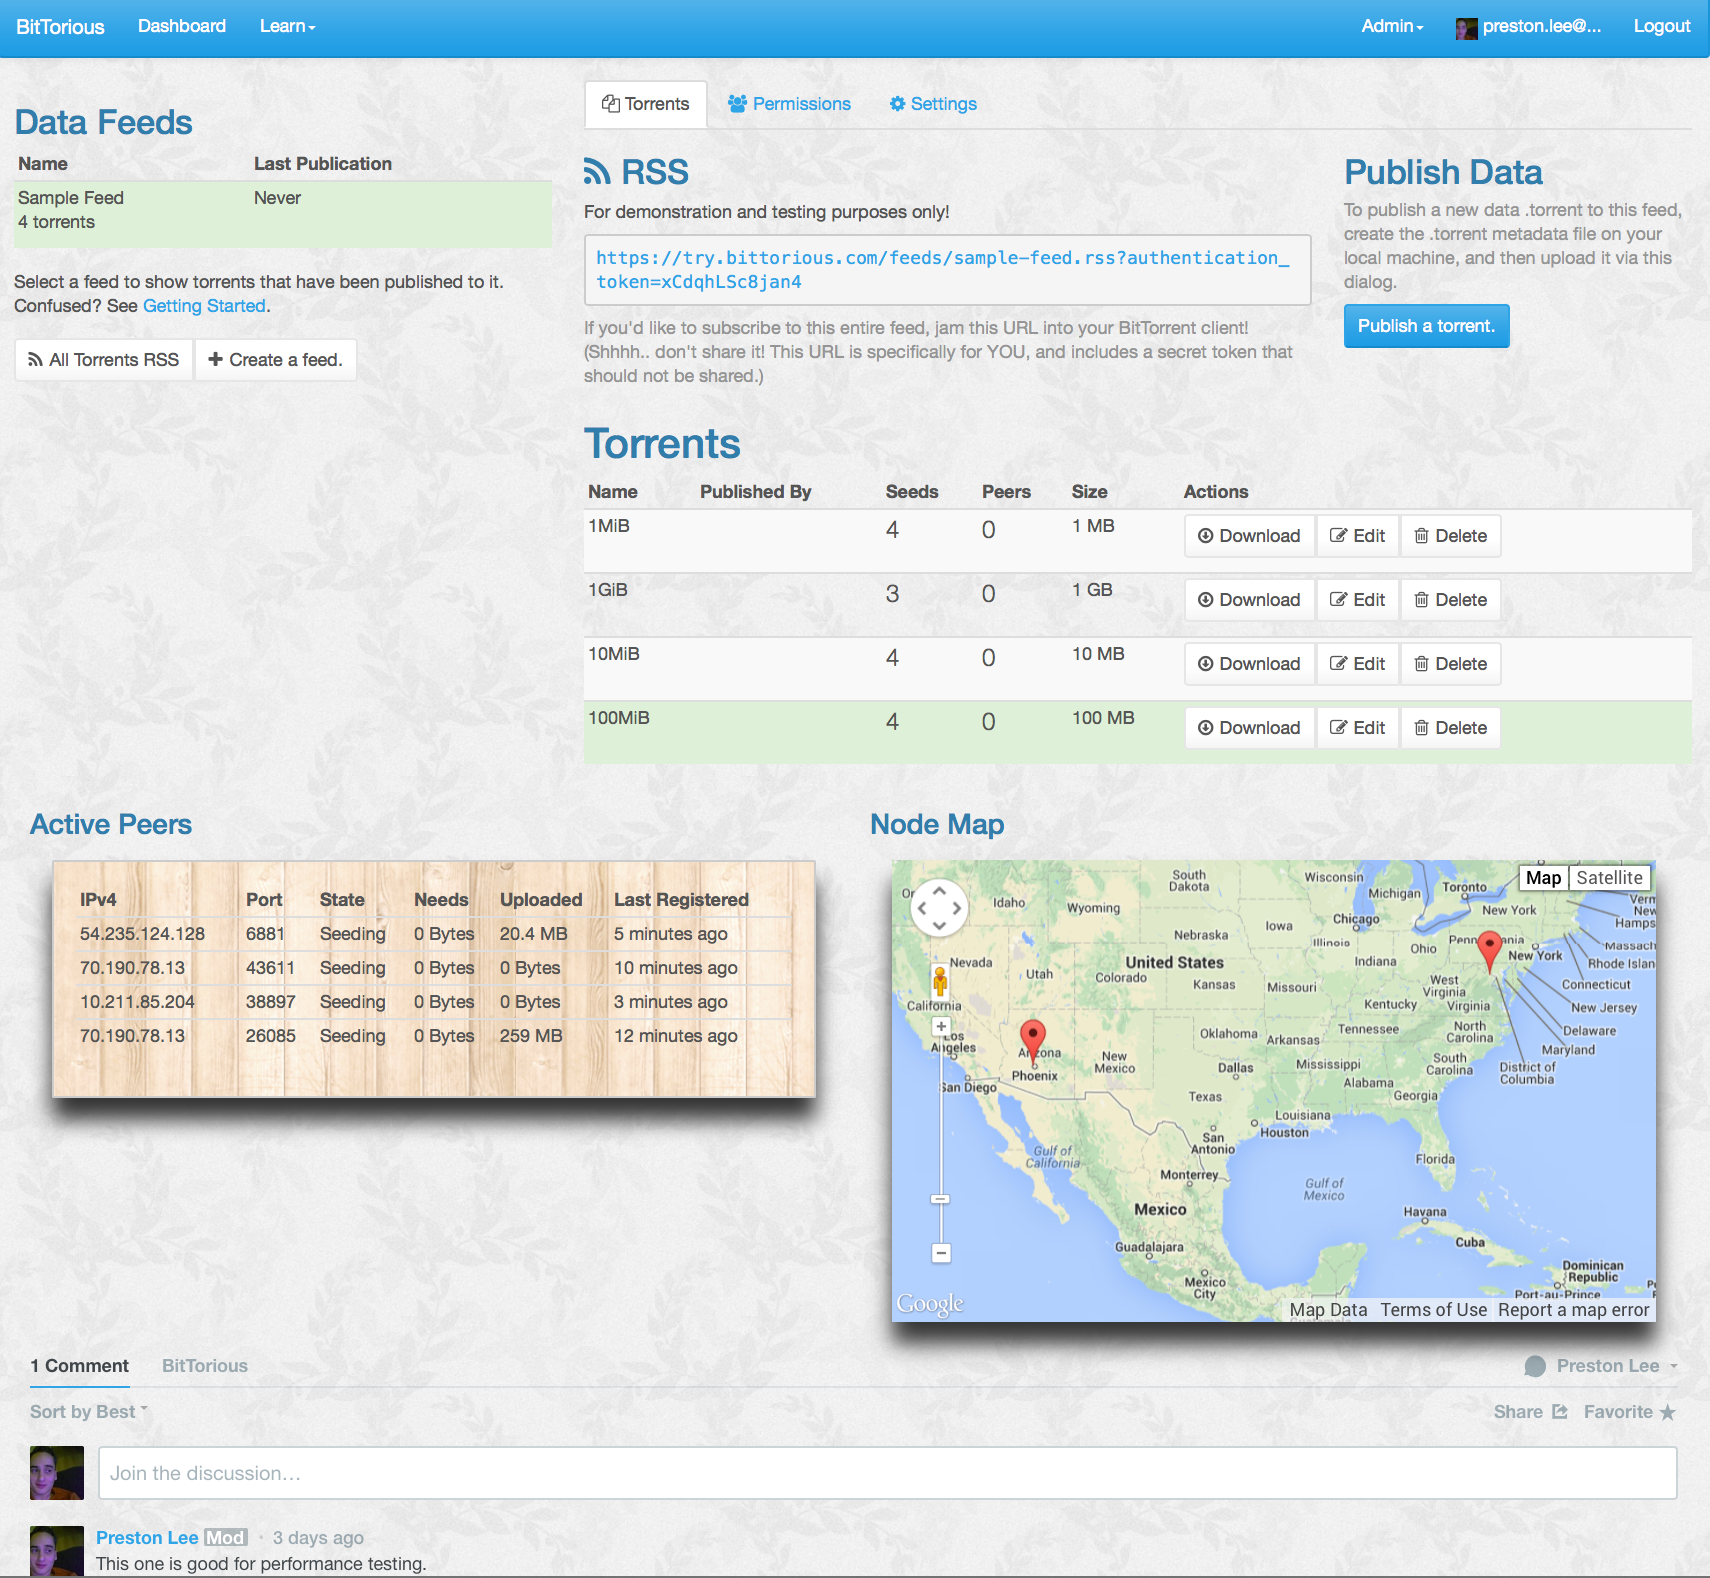 BitTorious Dashboard Learn Admin preston.lee@... Logout
Data Feeds
Name Last Publication
Sample Feed Never
4 torrents
Select a feed to show torrents that have been published to it.
Confused? See Getting Started.
All Torrents RSS Create a feed.
Torrents Permissions Settings
RSS
For demonstration and testing purposes only!
https://try.bittorious.com/feeds/sample-feed.rss?authentication_
token=xCdqhLSc8jan4
If you'd like to subscribe to this entire feed, jam this URL into your BitTorrent client!
(Shhhh.. don't share it! This URL is specifically for YOU, and includes a secret token that
should not be shared.)
Publish Data
To publish a new data .torrent to this feed,
create the .torrent metadata file on your
local machine, and then upload it via this
dialog.
Publish a torrent.
Torrents
Name Published By Seeds Peers Size Actions
1MiB 4 0 1 MB Download Edit Delete
1GiB 3 0 1 GB Download Edit Delete
10MiB 4 0 10 MB Download Edit Delete
100MiB 4 0 100 MB Download Edit Delete
Active Peers
IPv4 Port State Needs Uploaded Last Registered
54.235.124.128 6881 Seeding 0 Bytes 20.4 MB 5 minutes ago
70.190.78.13 43611 Seeding 0 Bytes 0 Bytes 10 minutes ago
10.211.85.204 38897 Seeding 0 Bytes 0 Bytes 3 minutes ago
70.190.78.13 26085 Seeding 0 Bytes 259 MB 12 minutes ago
Node Map
Map Satellite
South
Dakota
Wisconsin
Michigan
Toronto
Verm
New
Hamps
Or
Idaho
Wyoming
Chicago
New York
Nebraska
Iowa
Illinois
Ohio
Penn ania
Massach
New York
Rhode Islan
Nevada
Utah
United States
Colorado
Kansas
Missouri
Indiana
West
Virginia
Connecticut
California
Kentucky
Virginia
New Jersey
Los
Angeles
Arizona
Oklahoma
Arkansas
Tennessee
North
Carolina
Delaware
Maryland
Phoenix
New
Mexico
Dallas
Mississippi
South
Carolina
District of
Columbia
San Diego
Alabama
Texas
Georgia
Louisiana
Houston
San
Antonio
Gulf of
California
Florida
Monterrey
Gulf of
Mexico
Mexico
Havana
Guadalajara
Cuba
Mexico
City
Dominican
Republic
Port-au-Prince
Google
Map Data Terms of Use Report a map error
1 Comment BitTorious Preston Lee
Sort by Best Share Favorite
Join the discussion…
Preston Lee Mod · 3 days ago
This one is good for performance testing.